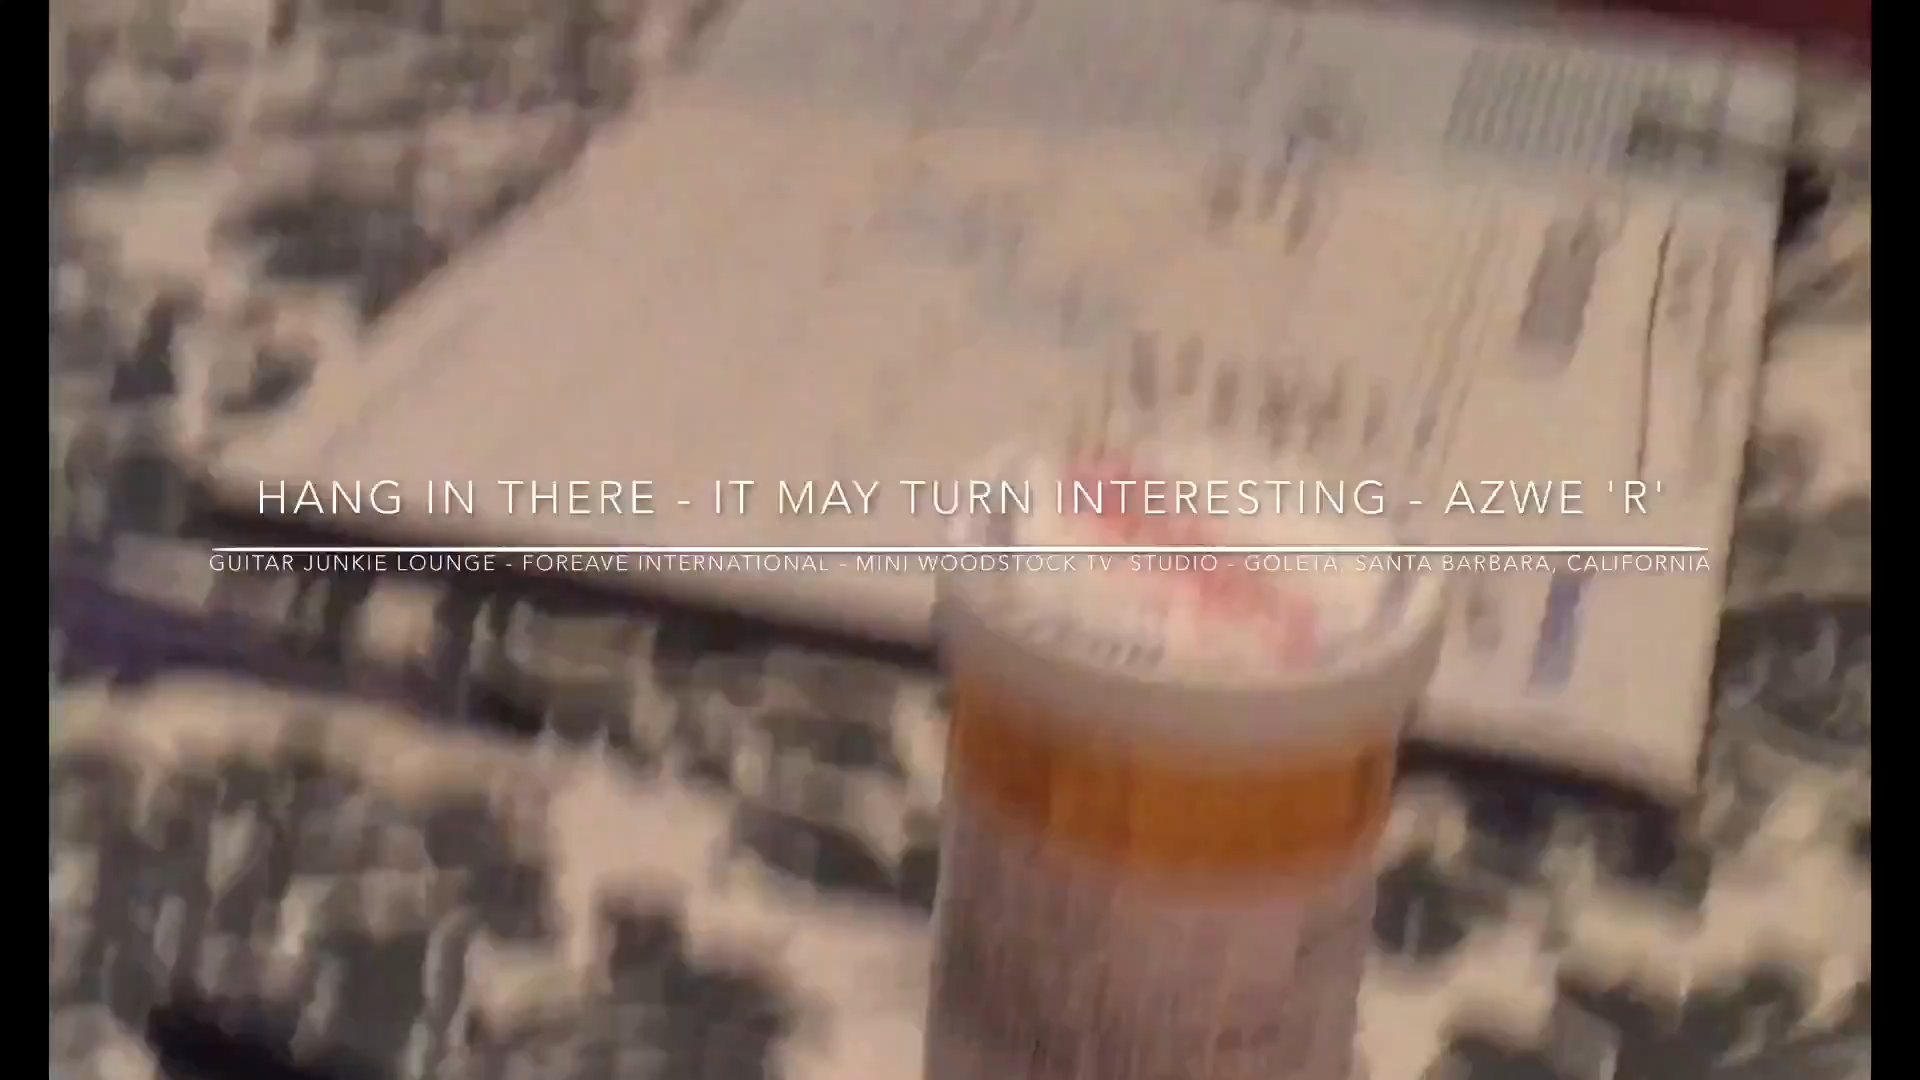 HANG IN THERE - IT MAY TURN INTERESTING - AZWE 'R'
GUITAR JUNKIE LOUNGE - FOREAVE INTERNATIONAL - MINI WOODSTOCK TV STUDIO - GOLETA, SANTA BARBARA, CALIFORNIA